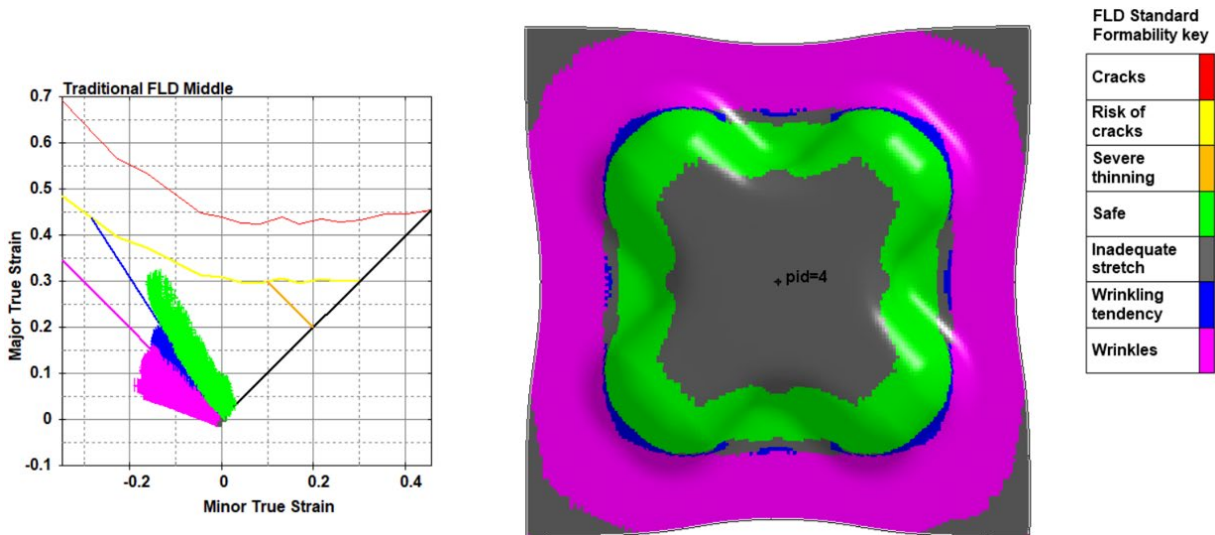 Traditional FLD Middle
0.7
0.6
0.5
0.4
0.3
0.2
0.1
0
-0.1
-0.2
0
0.2
0.4
Major True Strain
Minor True Strain
pid=4
FLD Standard
Formability key
Cracks
Risk of
cracks
Severe
thinning
Safe
Inadequate
stretch
Wrinkling
tendency
Wrinkles